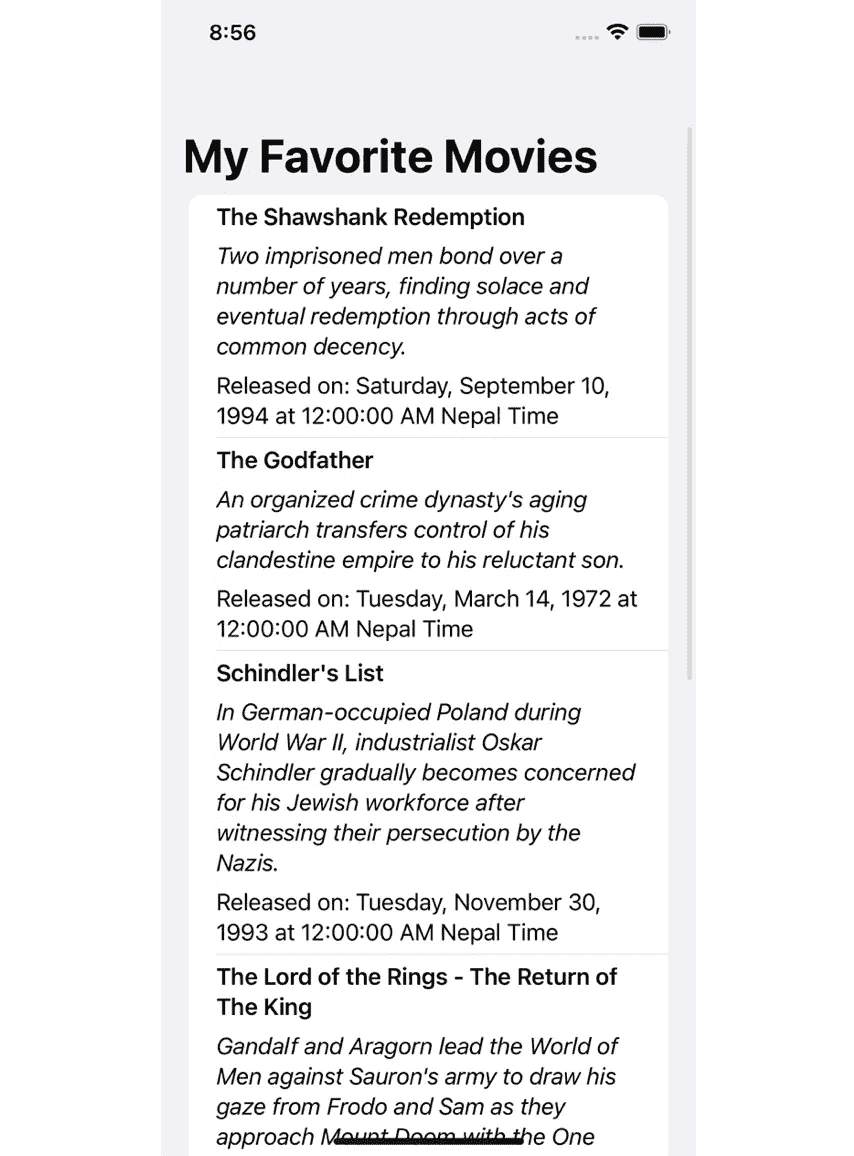 8:56
My Favorite Movies
The Shawshank Redemption
Two imprisoned men bond over a
number of years, finding solace and
eventual redemption through acts of
common decency.
Released on: Saturday, September 10,
1994 at 12:00:00 AM Nepal Time
The Godfather
An organized crime dynasty's aging
patriarch transfers control of his
clandestine empire to his reluctant son.
Released on: Tuesday, March 14, 1972 at
12:00:00 AM Nepal Time
Schindler's List
In German-occupied Poland during
World War II, industrialist Oskar
Schindler gradually becomes concerned
for his Jewish workforce after
witnessing their persecution by the
Nazis.
Released on: Tuesday, November 30,
1993 at 12:00:00 AM Nepal Time
The Lord of the Rings - The Return of
The King
Gandalf and Aragorn lead the World of
Men against Sauron's army to draw his
gaze from Frodo and Sam as they
approach Mount Doom with the One